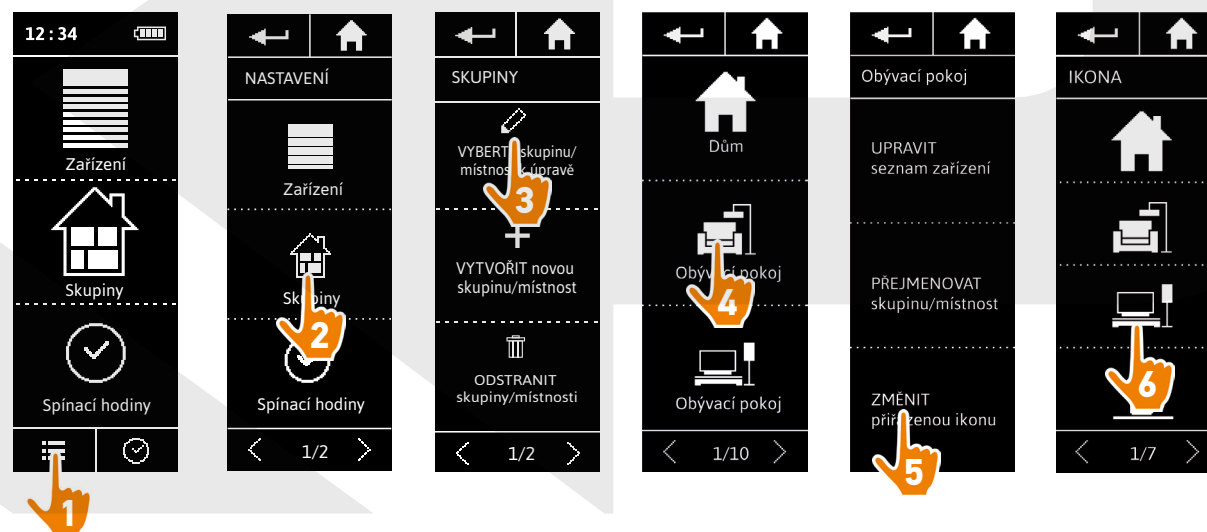 12:34
Zařízení
Skupiny
Spínací hodiny
1
NASTAVENÍ
Zařízení
Skupiny
2
Spínací hodiny
1/2
SKUPINY
VYBERTE skupinu/
místnost k úpravě
3
VYTVOŘIT novou
skupinu/místnost
ODSTRANIT
skupiny/místnosti
1/2
Dům
Obývací pokoj
4
Obývací pokoj
1/10
Obývací pokoj
UPRAVIT
seznam zařízení
PŘEJMENOVAT
skupinu/místnost
ZMĚNIT
přiřazenou ikonu
5
IKONA
6
1/7